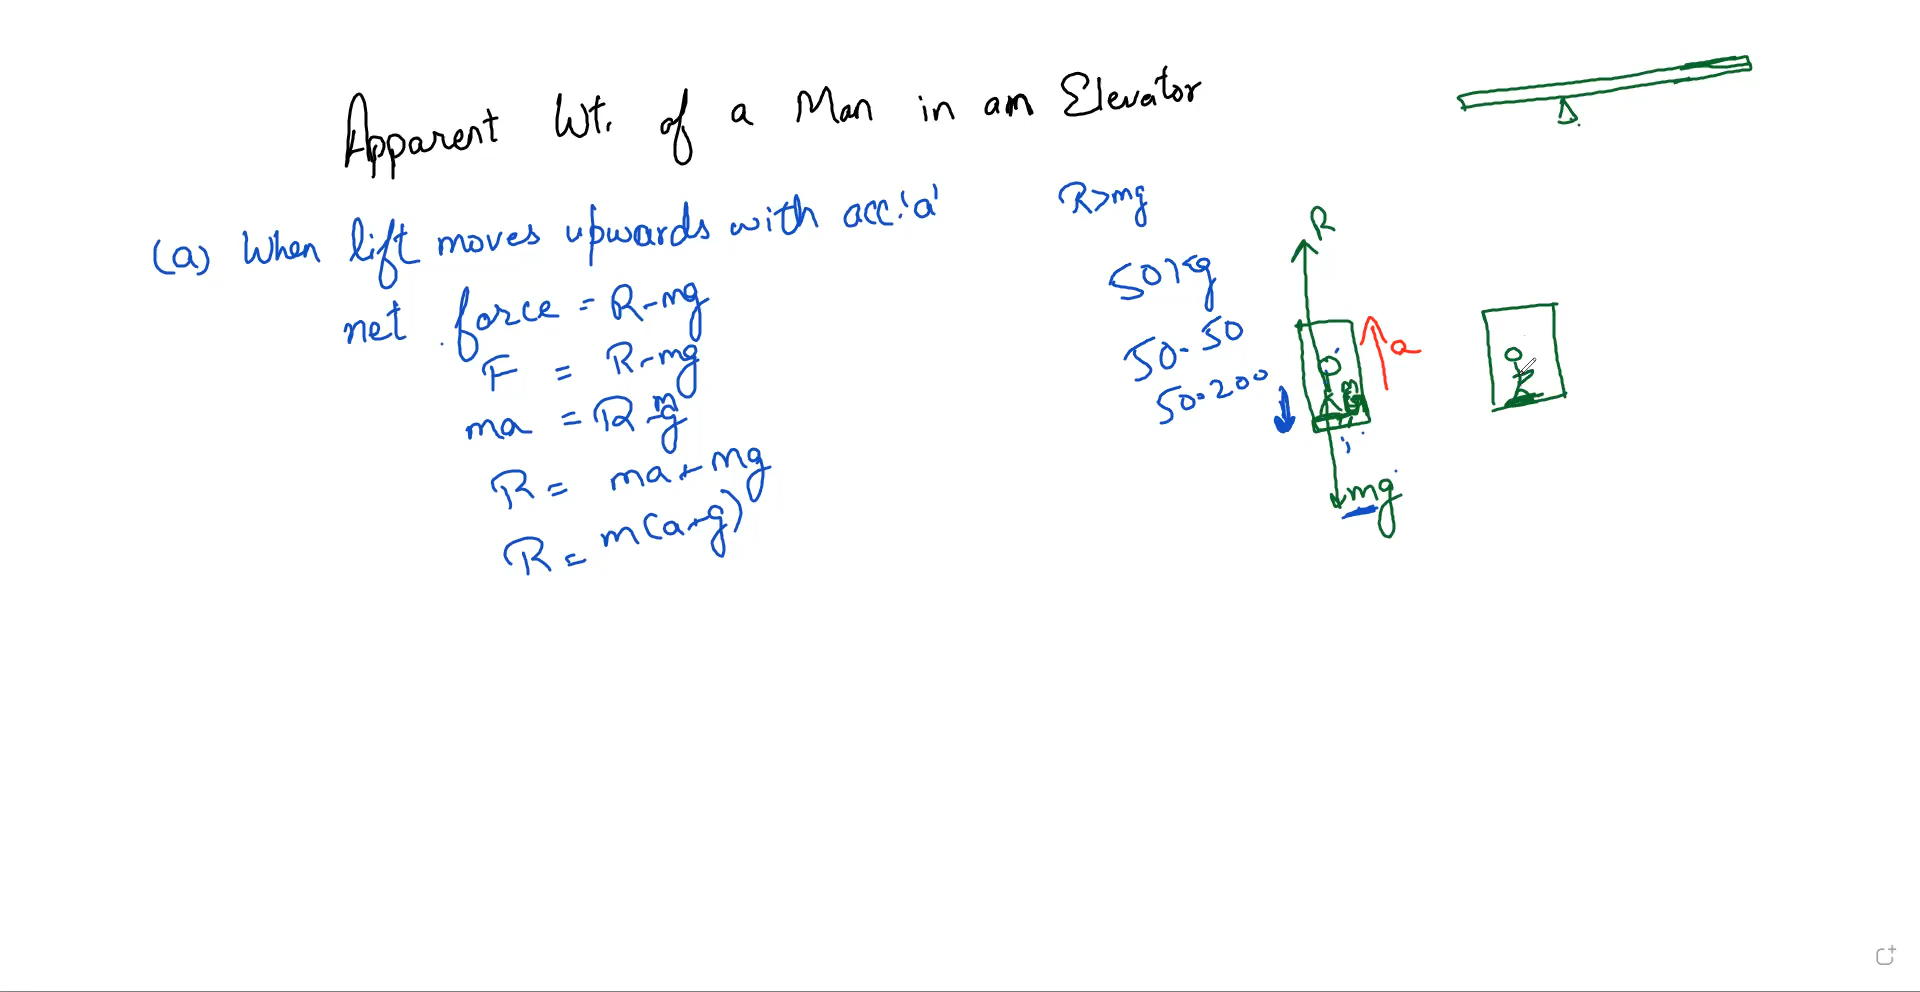 Apparent Wt. of a Man in an Elevator
(a) When lift moves upwards with acc. 'a'
net force = R-mg
F = R-mg
ma = R-mg
R = ma+mg
R = m(a+g)
R>mg
50kg
50-50
50-200
R
a
mg